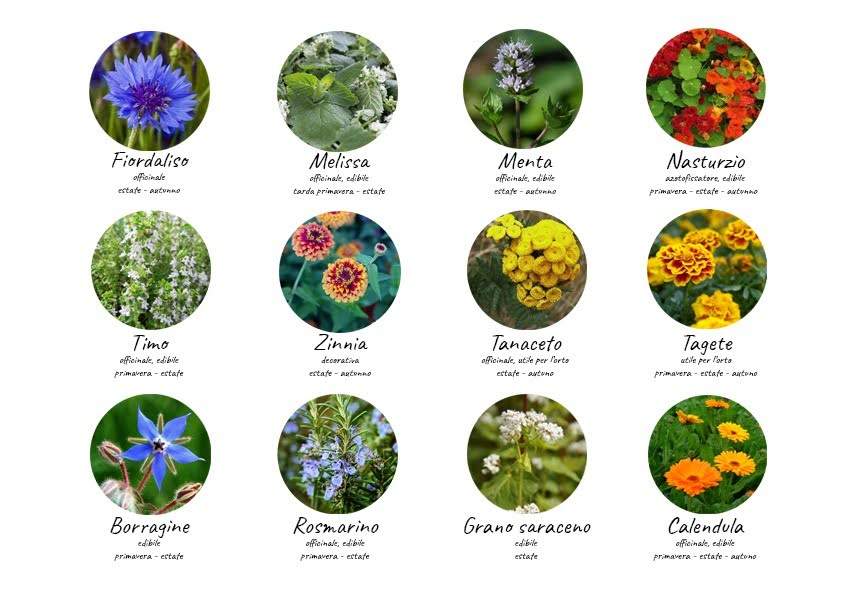 Fiordaliso
officinale
estate - autunno
Melissa
officinale, edibile
tarda primavera - estate
Menta
officinale, edibile
estate - autunno
Nasturzio
azotofissatore, edibile
primavera - estate - autunno
Timo
officinale, edibile
primavera - estate
Zinnia
decorativa
estate - autunno
Tanaceto
officinale, utile per l'orto
estate - autuno
Tagete
utile per l'orto
primavera - estate - autuno
Borragine
edibile
primavera - estate
Rosmarino
officinale, edibile
primavera - estate
Grano saraceno
edibile
estate
Calendula
officinale, edibile
primavera - estate - autuno